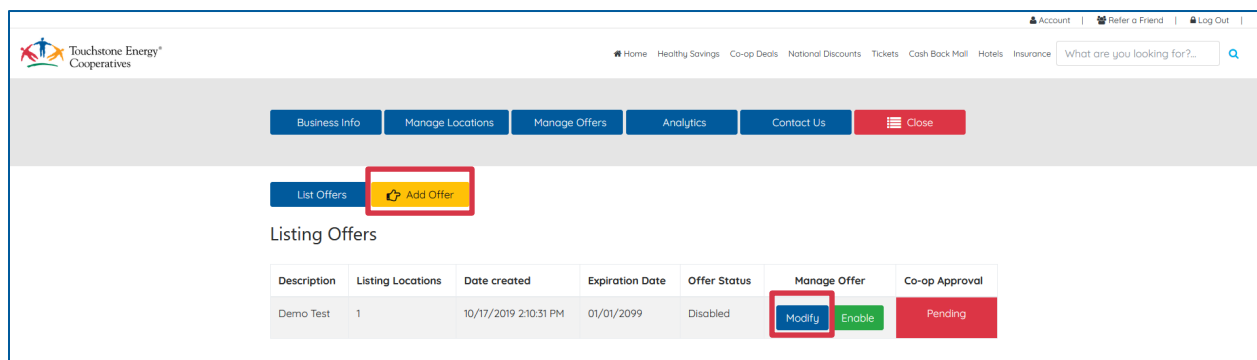 Account | Refer a Friend | Log Out |
Touchstone Energy®
Cooperatives
Home Healthy Savings Co-op Deals National Discounts Tickets Cash Back Mall Hotels Insurance What are you looking for?...
Business Info Manage Locations Manage Offers Analytics Contact Us Close
List Offers Add Offer
Listing Offers
Description Listing Locations Date created Expiration Date Offer Status Manage Offer Co-op Approval
Demo Test 1 10/17/2019 2:10:31 PM 01/01/2099 Disabled Modify Enable Pending